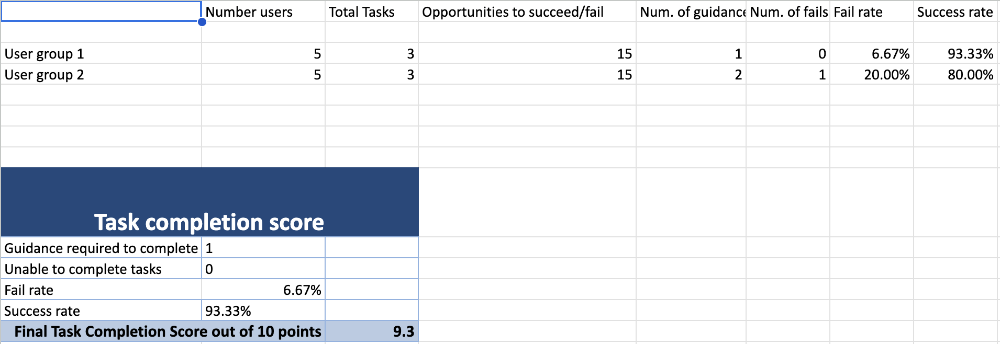 Number users Total Tasks Opportunities to succeed/fail Num. of guidance Num. of fails Fail rate Success rate
User group 1 5 3 15 1 0 6.67% 93.33%
User group 2 5 3 15 2 1 20.00% 80.00%
Task completion score
Guidance required to complete 1
Unable to complete tasks 0
Fail rate 6.67%
Success rate 93.33%
Final Task Completion Score out of 10 points 9.3